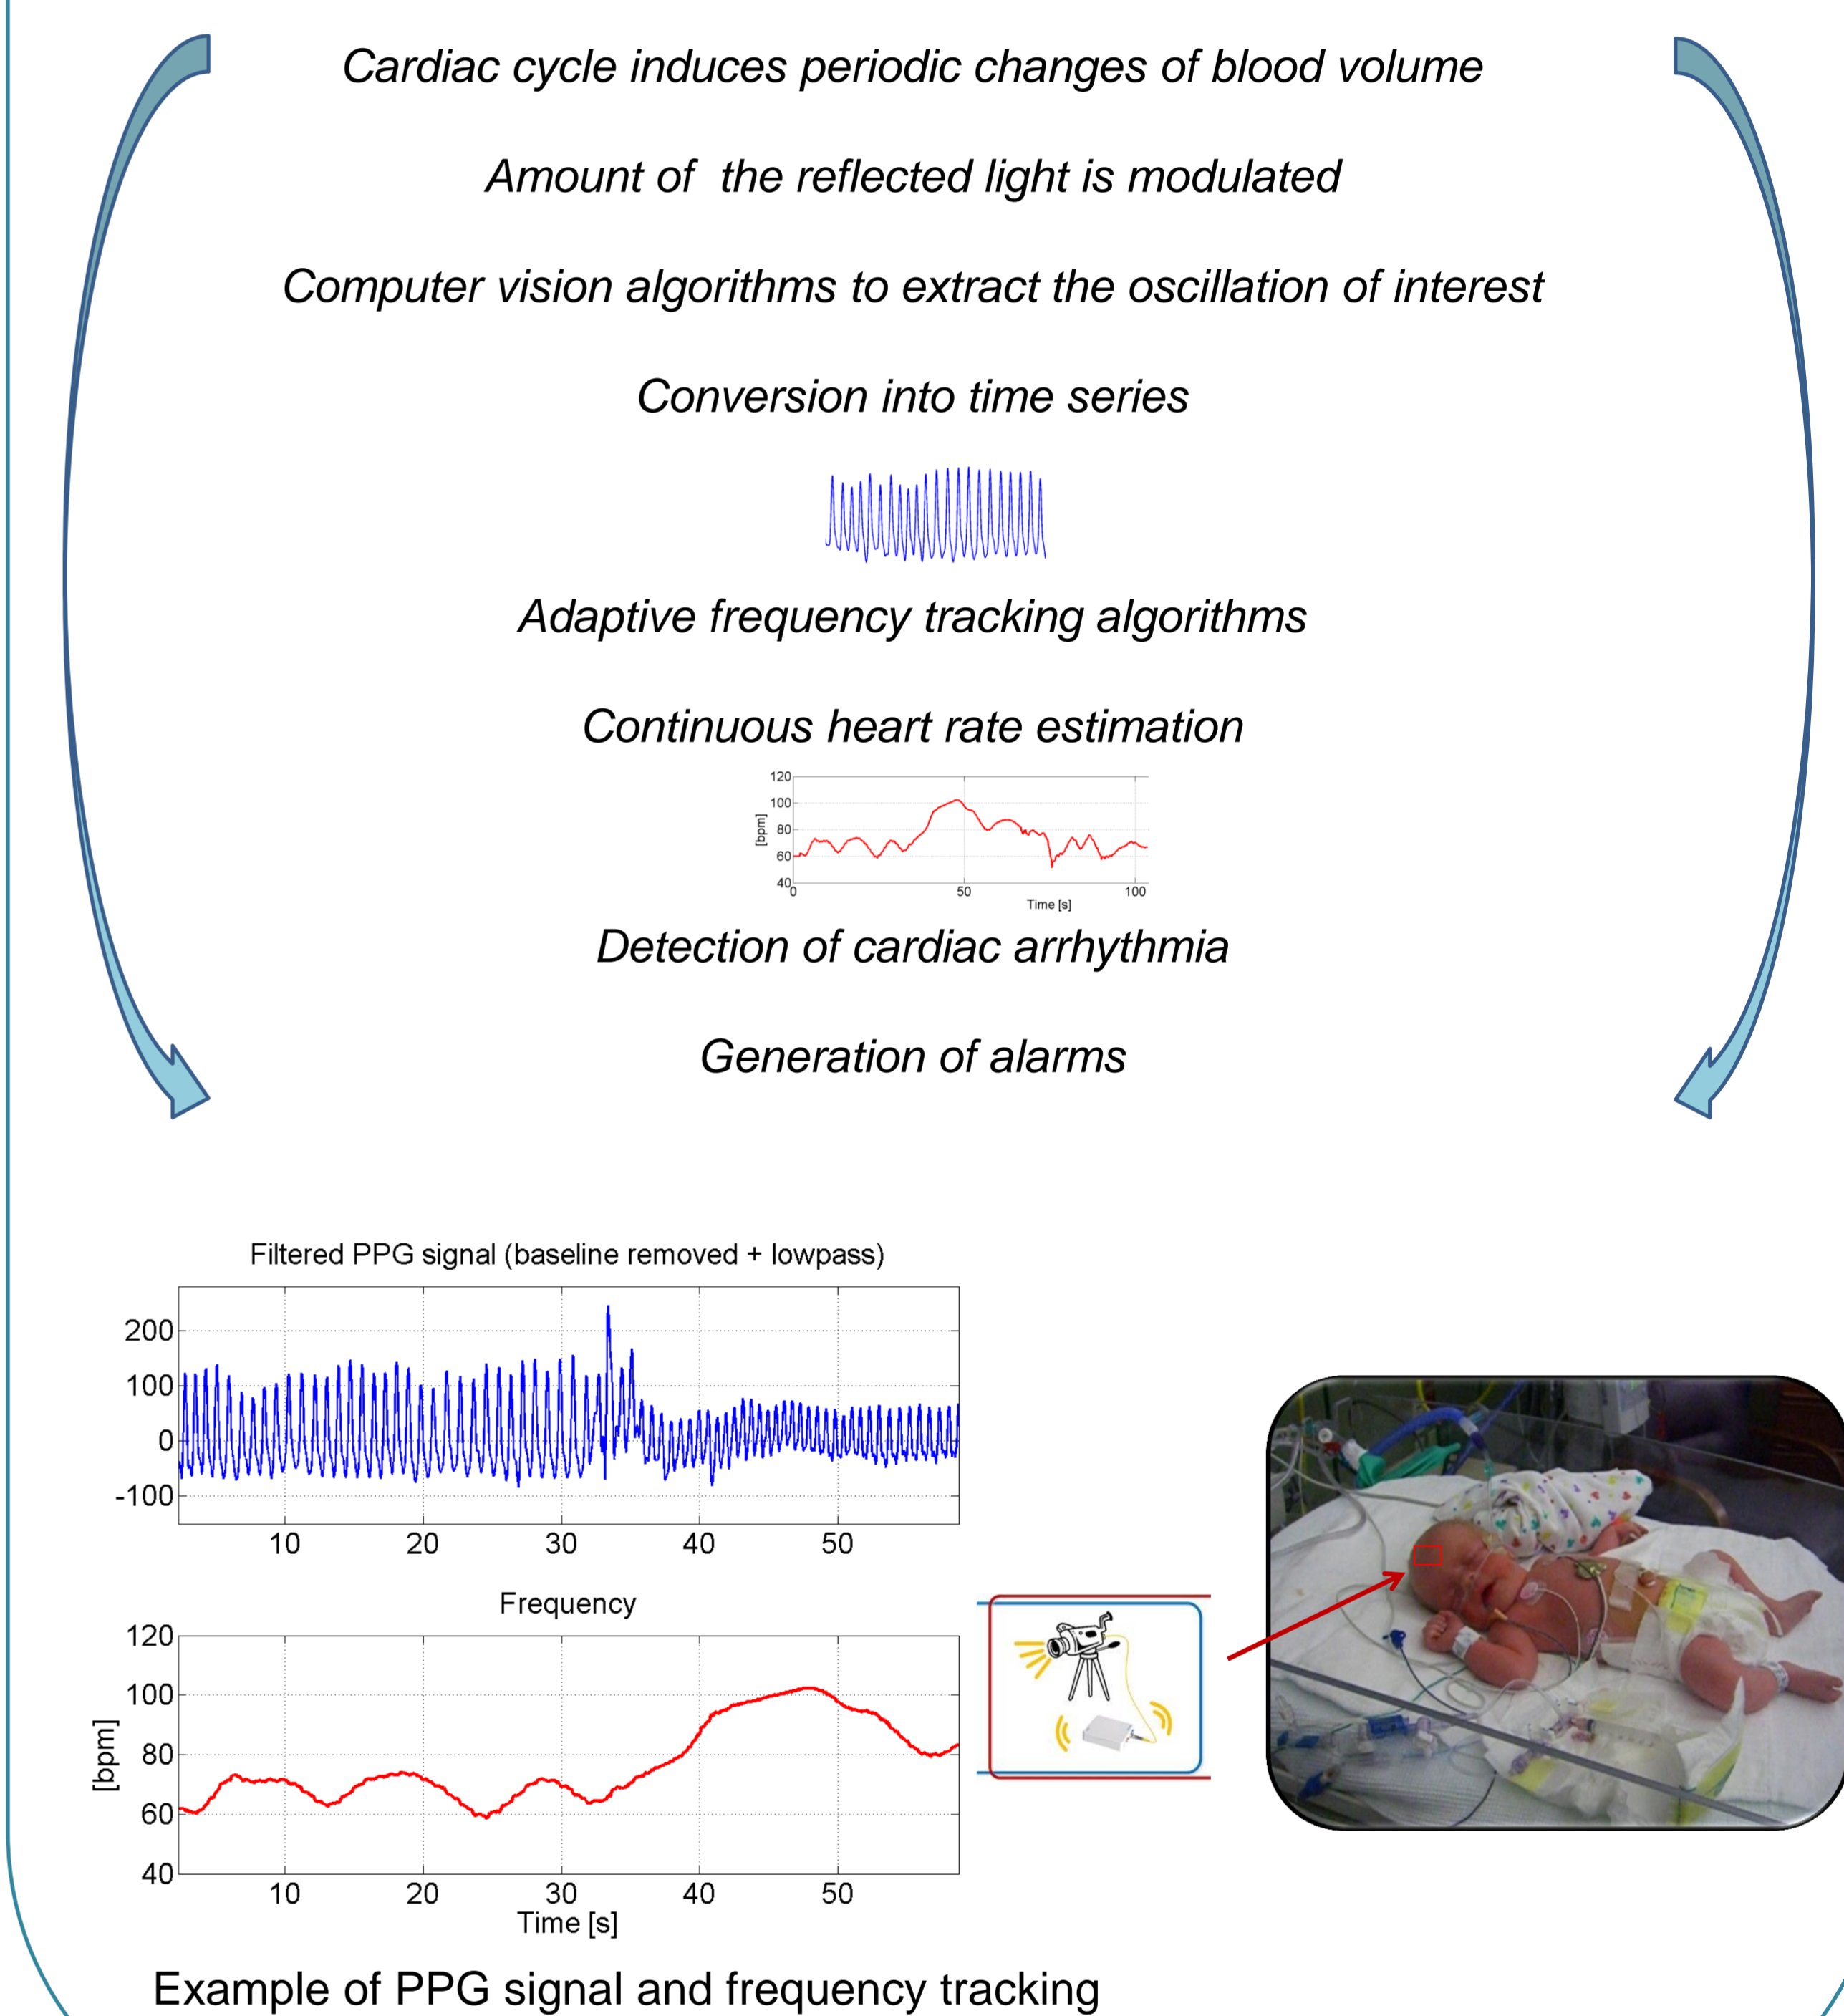 Cardiac cycle induces periodic changes of blood volume
Amount of the reflected light is modulated
Computer vision algorithms to extract the oscillation of interest
Conversion into time series
Adaptive frequency tracking algorithms
Continuous heart rate estimation
120
100
80
60
40
[bpm]
0 50 100
Time [s]
Detection of cardiac arrhythmia
Generation of alarms
Filtered PPG signal (baseline removed + lowpass)
200
100
0
-100
10 20 30 40 50
Frequency
120
100
80
60
40
[bpm]
10 20 30 40 50
Time [s]
Example of PPG signal and frequency tracking